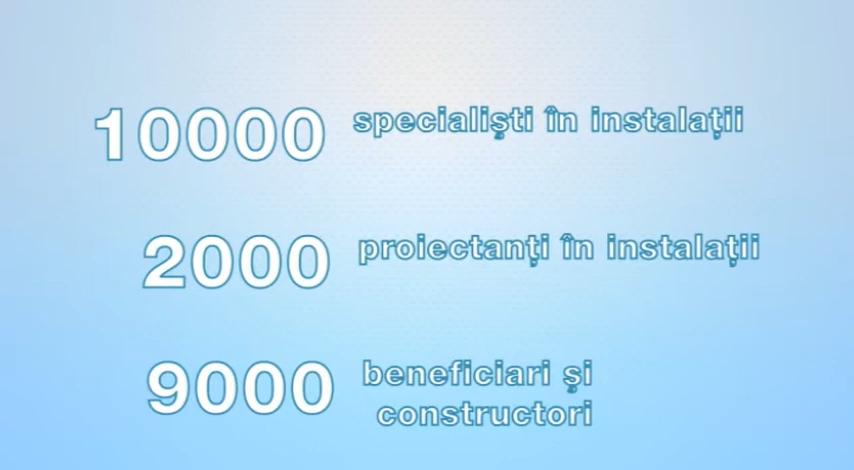 10000 specialişti în instalaţii
2000 proiectanţi în instalaţii
9000 beneficiari şi
constructori